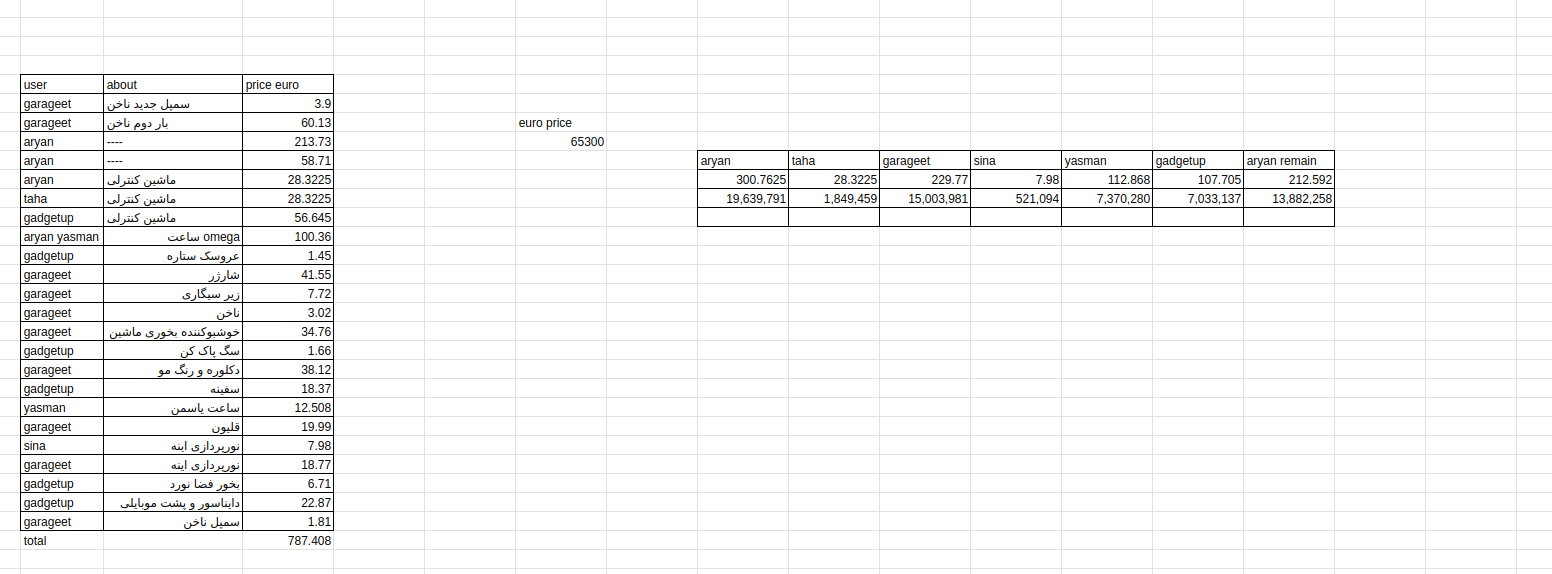 user about price euro
garageet سمپل جدید ناخن 3.9
garageet بار دوم ناخن 60.13
euro price
aryan ---- 213.73
65300
aryan ---- 58.71
aryan taha garageet sina yasman gadgetup aryan remain
aryan ماشین کنترلی 28.3225
300.7625 28.3225 229.77 7.98 112.868 107.705 212.592
taha ماشین کنترلی 28.3225
19,639,791 1,849,459 15,003,981 521,094 7,370,280 7,033,137 13,882,258
gadgetup ماشین کنترلی 56.645
aryan yasman ساعت omega 100.36
gadgetup عروسک ستاره 1.45
garageet شارژر 41.55
garageet زیر سیگاری 7.72
garageet ناخن 3.02
garageet خوشبوکننده بخوری ماشین 34.76
gadgetup سگ پاک کن 1.66
garageet دکلوره و رنگ مو 38.12
gadgetup سفینه 18.37
yasman ساعت یاسمن 12.508
garageet قلیون 19.99
sina نورپردازی اینه 7.98
garageet نورپردازی اینه 18.77
gadgetup بخور فضا نورد 6.71
gadgetup دایناسور و پشت موبایلی 22.87
garageet سمپل ناخن 1.81
total 787.408